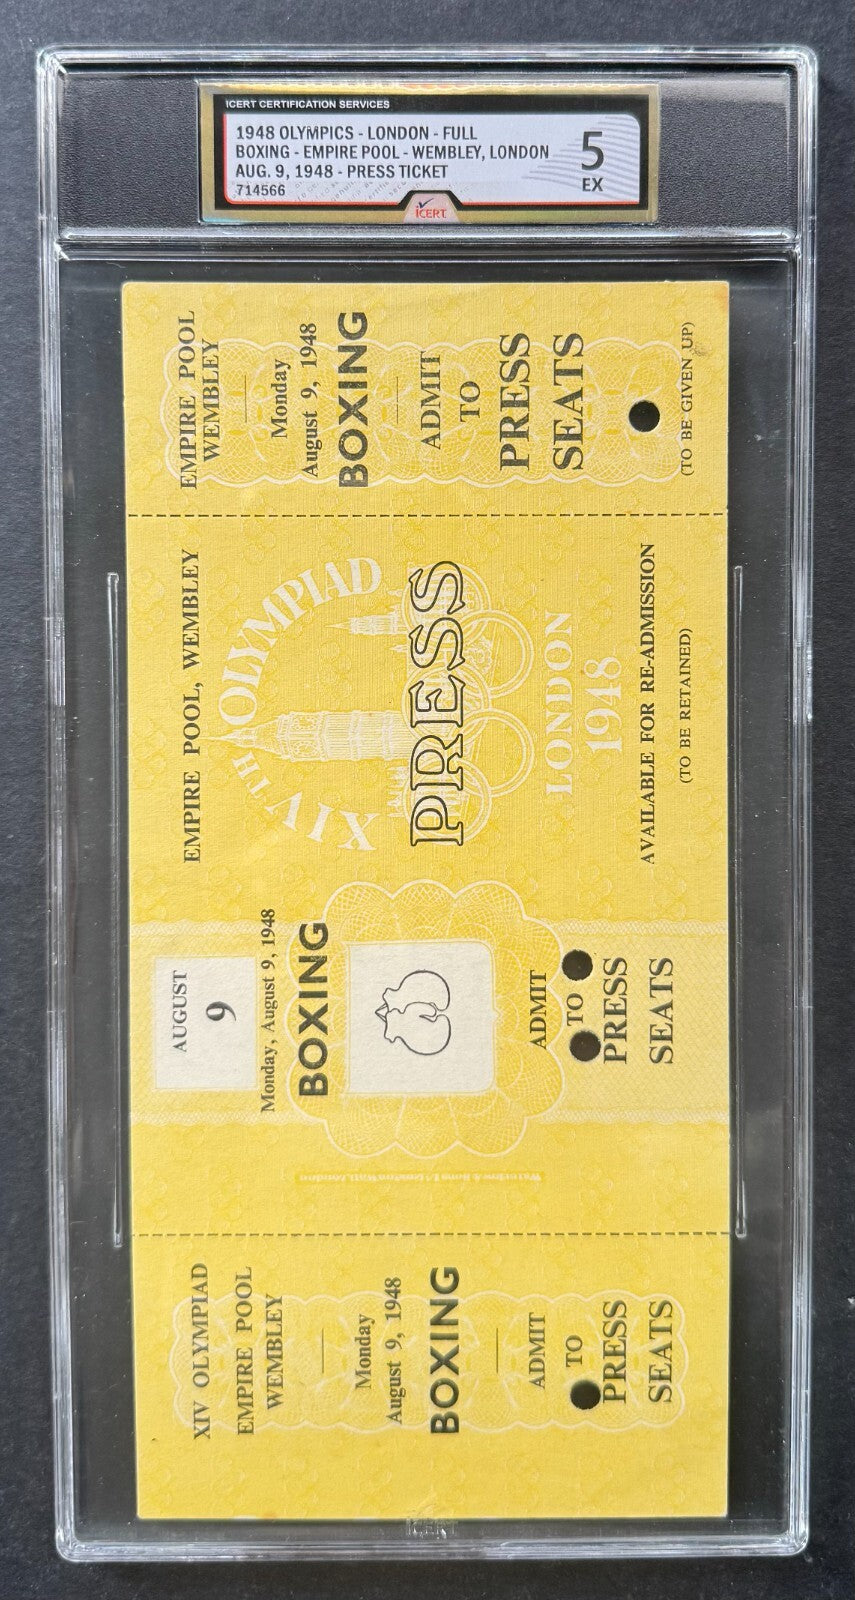 ICERT CERTIFICATION SERVICES
1948 OLYMPICS - LONDON - FULL
BOXING - EMPIRE POOL - WEMBLEY, LONDON
AUG. 9, 1948 - PRESS TICKET
714566
5
EX
ICERT
EMPIRE POOL
WEMBLEY
Monday
August 9, 1948
BOXING
ADMIT
TO
PRESS
SEATS
(TO BE GIVEN UP)
EMPIRE POOL, WEMBLEY
XIVTH OLYMPIAD
PRESS
LONDON
1948
AVAILABLE FOR RE-ADMISSION
(TO BE RETAINED)
AUGUST
9
Monday, August 9, 1948
BOXING
ADMIT
TO
PRESS
SEATS
XIV OLYMPIAD
EMPIRE POOL
WEMBLEY
Monday
August 9, 1948
BOXING
ADMIT
TO
PRESS
SEATS